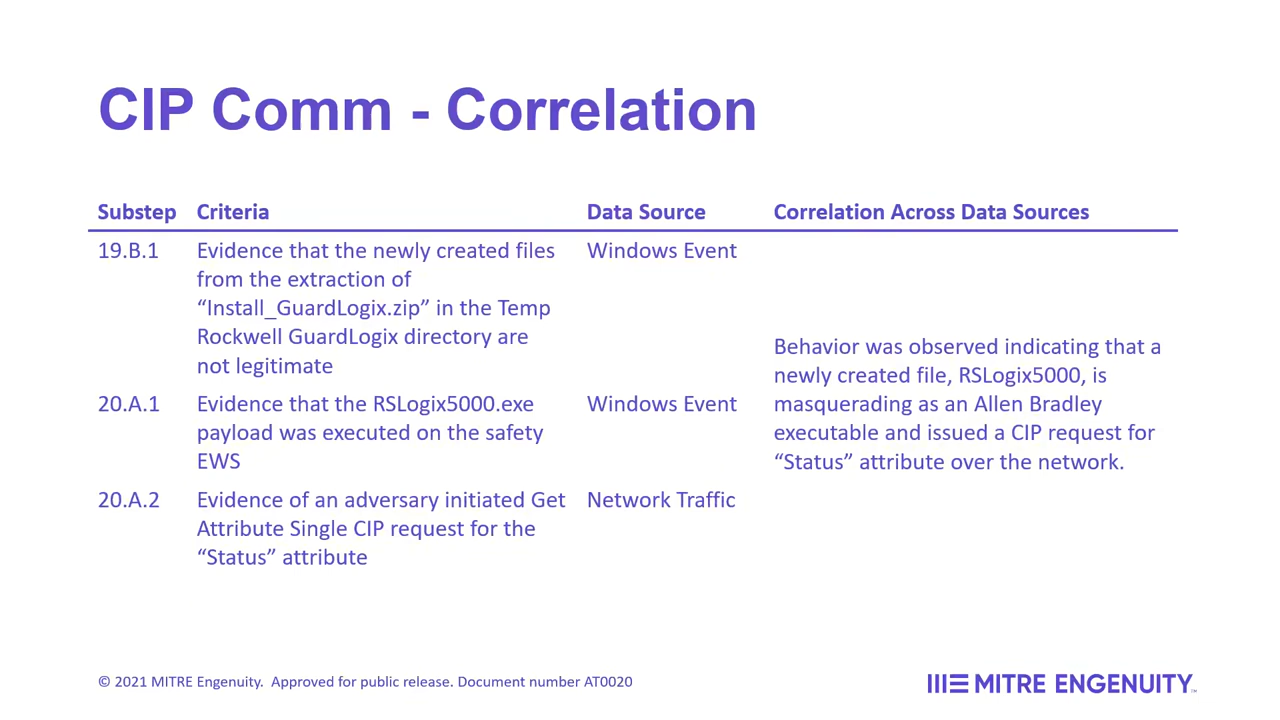 CIP Comm - Correlation
Substep Criteria Data Source Correlation Across Data Sources
19.B.1 Evidence that the newly created files Windows Event
from the extraction of
“Install_GuardLogix.zip” in the Temp
Rockwell GuardLogix directory are
not legitimate
20.A.1 Evidence that the RSLogix5000.exe Windows Event
payload was executed on the safety
EWS
20.A.2 Evidence of an adversary initiated Get Network Traffic
Attribute Single CIP request for the
“Status” attribute
Behavior was observed indicating that a
newly created file, RSLogix5000, is
masquerading as an Allen Bradley
executable and issued a CIP request for
“Status” attribute over the network.
© 2021 MITRE Engenuity. Approved for public release. Document number AT0020
MITRE ENGENUITY™